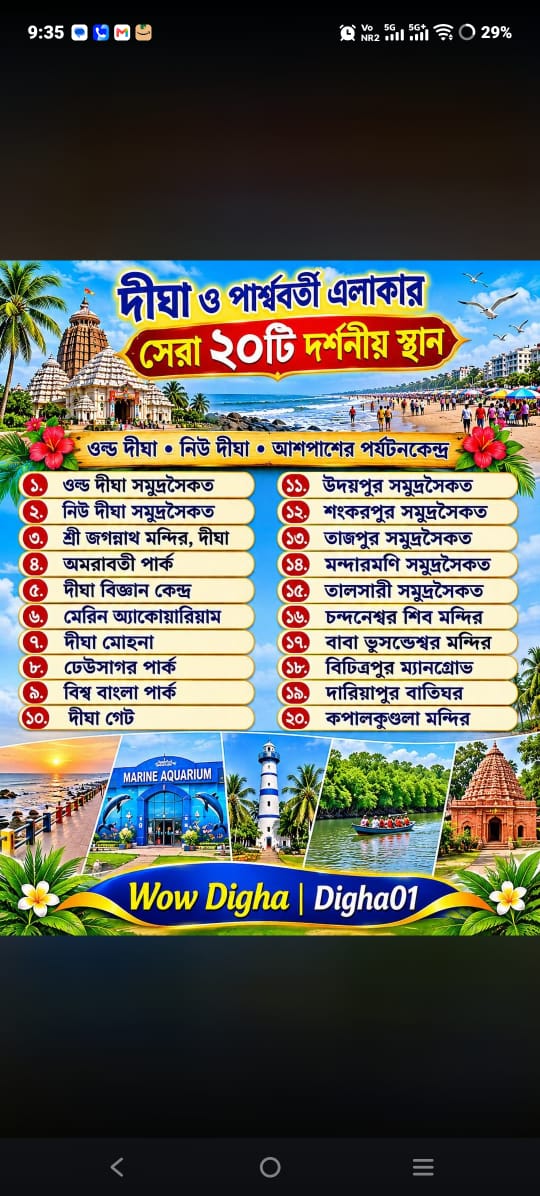 9:35
Vo NR2 5G 5G+ 29%
দীঘা ও পার্শ্ববর্তী এলাকার
সেরা ২০টি দর্শনীয় স্থান
ওল্ড দীঘা • নিউ দীঘা • আশপাশের পর্যটনকেন্দ্র
১. ওল্ড দীঘা সমুদ্রসৈকত
২. নিউ দীঘা সমুদ্রসৈকত
৩. শ্রী জগন্নাথ মন্দির, দীঘা
৪. অমরাবতী পার্ক
৫. দীঘা বিজ্ঞান কেন্দ্র
৬. মেরিন অ্যাকোয়ারিয়াম
৭. দীঘা মোহনা
৮. ঢেউসাগর পার্ক
৯. বিশ্ব বাংলা পার্ক
১০. দীঘা গেট
১১. উদয়পুর সমুদ্রসৈকত
১২. শংকরপুর সমুদ্রসৈকত
১৩. তাজপুর সমুদ্রসৈকত
১৪. মন্দারমণি সমুদ্রসৈকত
১৫. তালসারী সমুদ্রসৈকত
১৬. চন্দনেশ্বর শিব মন্দির
১৭. বাবা ভুসন্ডেশ্বর মন্দির
১৮. বিচিত্রপুর ম্যানগ্রোভ
১৯. দারিয়াপুর বাতিঘর
২০. কপালকুণ্ডলা মন্দির
MARINE AQUARIUM
Wow Digha | Digha01